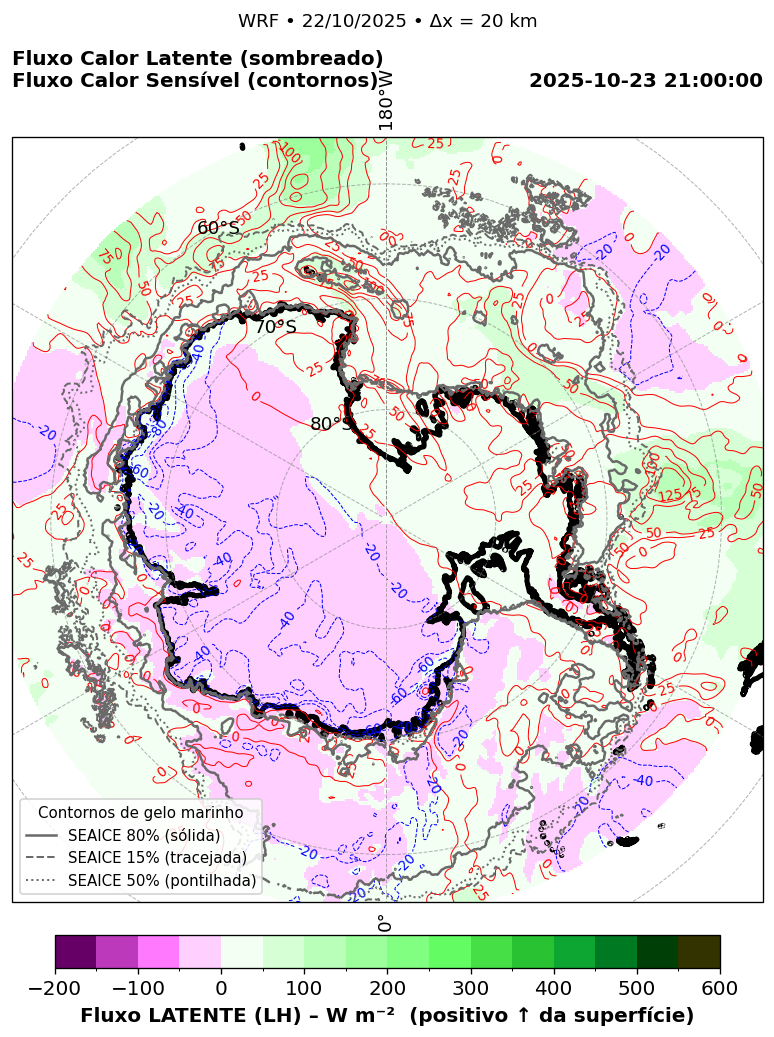 WRF • 22/10/2025 • Δx = 20 km
Fluxo Calor Latente (sombreado)
Fluxo Calor Sensível (contornos)
2025-10-23 21:00:00
180°W
60°S
70°S
80°S
0°
Contornos de gelo marinho
SEAICE 80% (sólida)
SEAICE 15% (tracejada)
SEAICE 50% (pontilhada)
−200 −100 0 100 200 300 400 500 600
Fluxo LATENTE (LH) – W m⁻² (positivo ↑ da superfície)